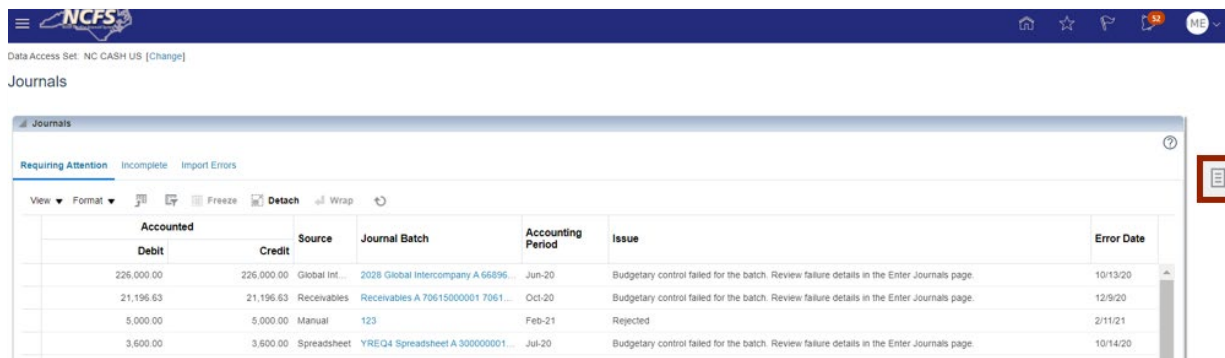 NCFS
52
ME
Data Access Set: NC CASH US [Change]
Journals
Journals
Requiring Attention Incomplete Import Errors
View Format Freeze Detach Wrap
Accounted
Debit Credit Source Journal Batch Accounting Period Issue Error Date
226,000.00 226,000.00 Global Int... 2028 Global Intercompany A 66896... Jun-20 Budgetary control failed for the batch. Review failure details in the Enter Journals page. 10/13/20
21,196.63 21,196.63 Receivables Receivables A 70615000001 7061... Oct-20 Budgetary control failed for the batch. Review failure details in the Enter Journals page. 12/9/20
5,000.00 5,000.00 Manual 123 Feb-21 Rejected 2/11/21
3,600.00 3,600.00 Spreadsheet YREQ4 Spreadsheet A 300000001... Jul-20 Budgetary control failed for the batch. Review failure details in the Enter Journals page. 10/14/20